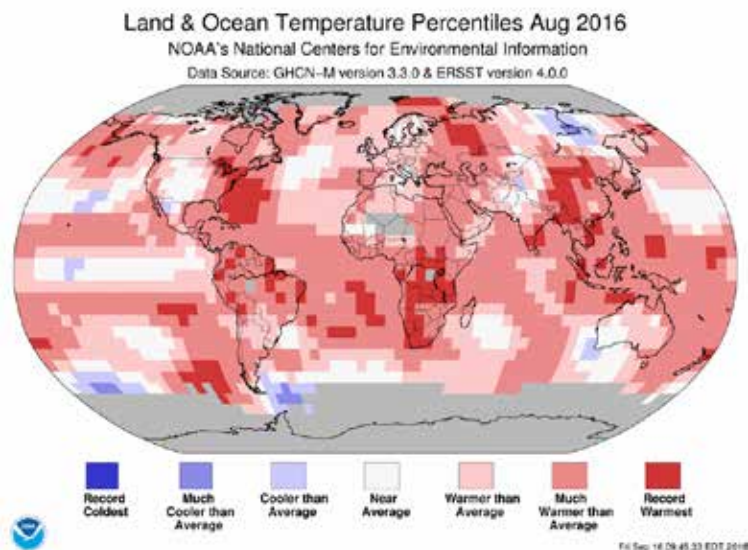 Land & Ocean Temperature Percentiles Aug 2016
NOAA's National Centers for Environmental Information
Data Source: GHCN–M version 3.3.0 & ERSST version 4.0.0
Record Coldest
Much Cooler than Average
Cooler than Average
Near Average
Warmer than Average
Much Warmer than Average
Record Warmest